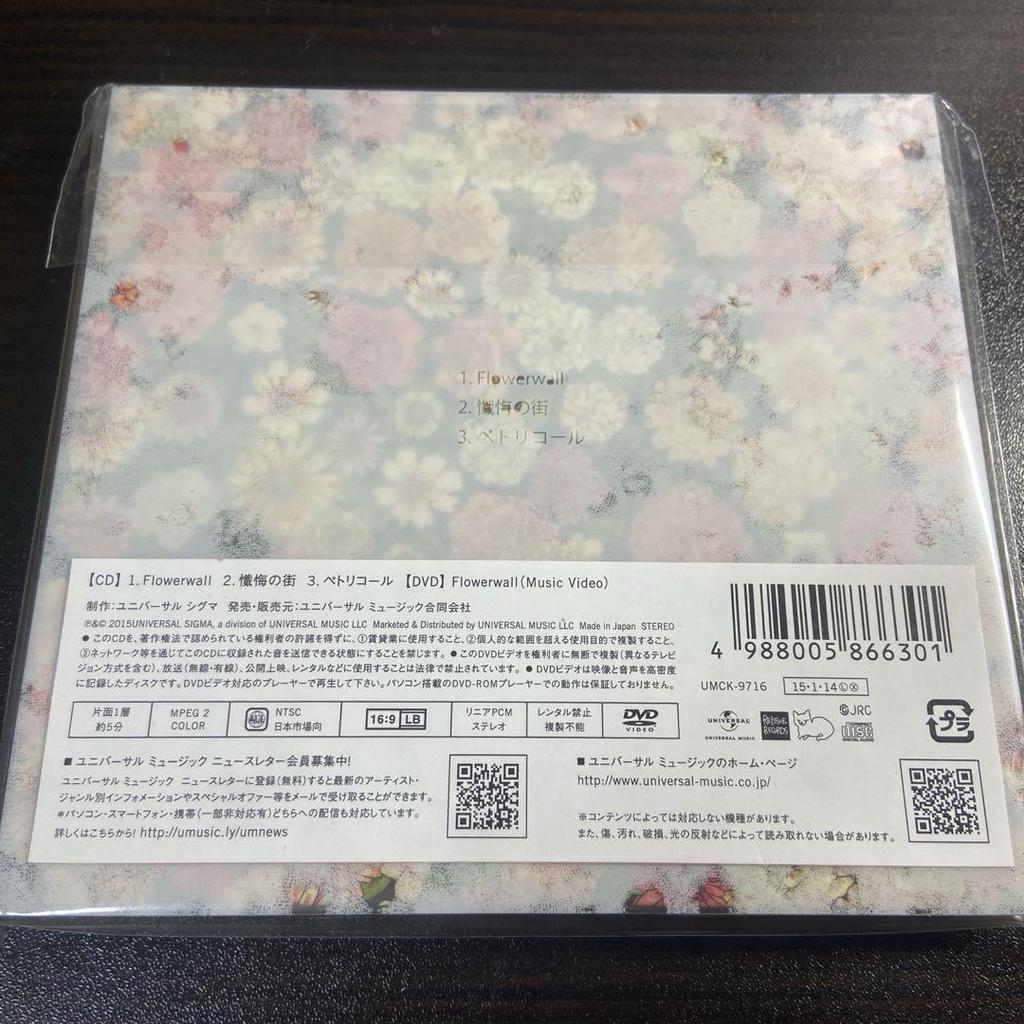 1. Flowerwall
2. 懺悔の街
3. ペトリコール
【CD】 1. Flowerwall 2. 懺悔の街 3. ペトリコール 【DVD】 Flowerwall (Music Video)
制作：ユニバーサル シグマ 発売・販売元：ユニバーサル ミュージック合同会社
℗&© 2015UNIVERSAL SIGMA, a division of UNIVERSAL MUSIC LLC Marketed & Distributed by UNIVERSAL MUSIC LLC Made in Japan STEREO
● このCDを、著作権法で認められている権利者の許諾を得ずに、①賃貸業に使用すること、②個人的な範囲を超える使用目的で複製すること、
③ネットワーク等を通じてこのCDに収録された音を送信できる状態にすることを禁じます。●このDVDビデオを権利者に無断で複製(異なるテレビ
ジョン方式を含む)、放送(無線・有線)、公開上映、レンタルなどに使用することは法律で禁止されています。● DVDビデオは映像と音声を高密度
に記録したディスクです。DVDビデオ対応のプレーヤーで再生して下さい。パソコン搭載のDVD-ROMプレーヤーでの動作は保証しておりません。
4 988005 866301
UMCK-9716 15・1・14ⓁⓍ
片面1層
約5分
MPEG 2
COLOR
ALL
NTSC
日本市場向
16:9 LB
リニアPCM
ステレオ
レンタル禁止
複製不能
DVD
VIDEO
UNIVERSAL
UNIVERSAL MUSIC
REISSUE RECORDS
©JRC
COMPACT
disc
DIGITAL AUDIO
プラ
■ ユニバーサル ミュージック ニュースレター会員募集中!
ユニバーサル ミュージック ニュースレターに登録(無料)すると最新のアーティスト・
ジャンル別インフォメーションやスペシャルオファー等をメールで受け取ることができます。
＊パソコン・スマートフォン・携帯(一部非対応有)どちらへの配信も対応しています。
詳しくはこちらから! http://umusic.ly/umnews
■ ユニバーサル ミュージックのホーム・ページ
http://www.universal-music.co.jp/
※コンテンツによっては対応しない機種があります。
また、傷、汚れ、破損、光の反射などによって読み取れない場合があります。